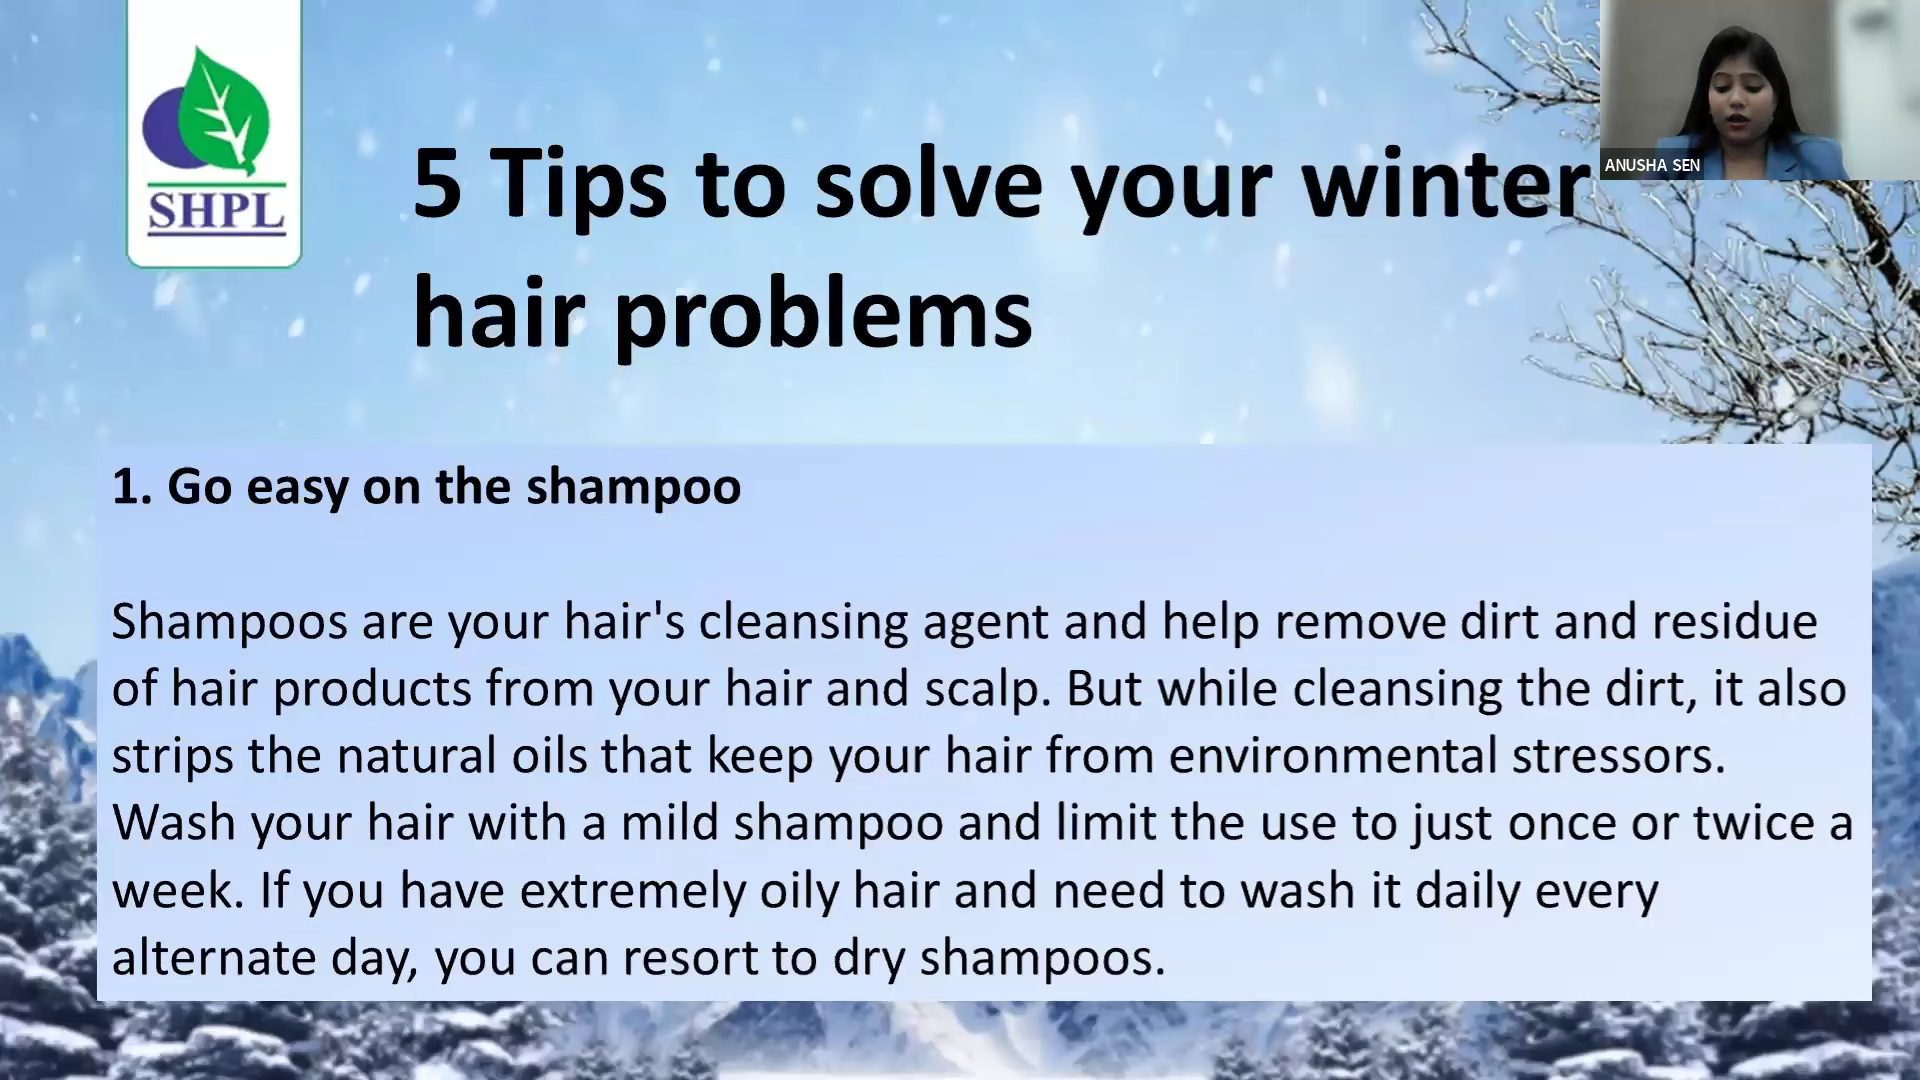 SHPL
5 Tips to solve your winter
hair problems
ANUSHA SEN
1. Go easy on the shampoo
Shampoos are your hair's cleansing agent and help remove dirt and residue
of hair products from your hair and scalp. But while cleansing the dirt, it also
strips the natural oils that keep your hair from environmental stressors.
Wash your hair with a mild shampoo and limit the use to just once or twice a
week. If you have extremely oily hair and need to wash it daily every
alternate day, you can resort to dry shampoos.